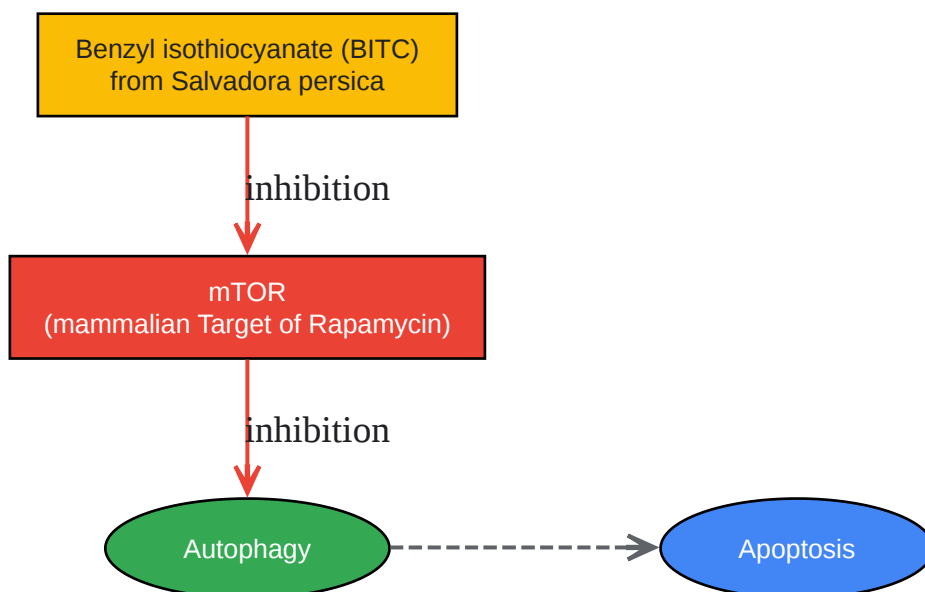 Benzyl isothiocyanate (BITC)
from Salvadora persica
inhibition
mTOR
(mammalian Target of Rapamycin)
inhibition
Autophagy
Apoptosis